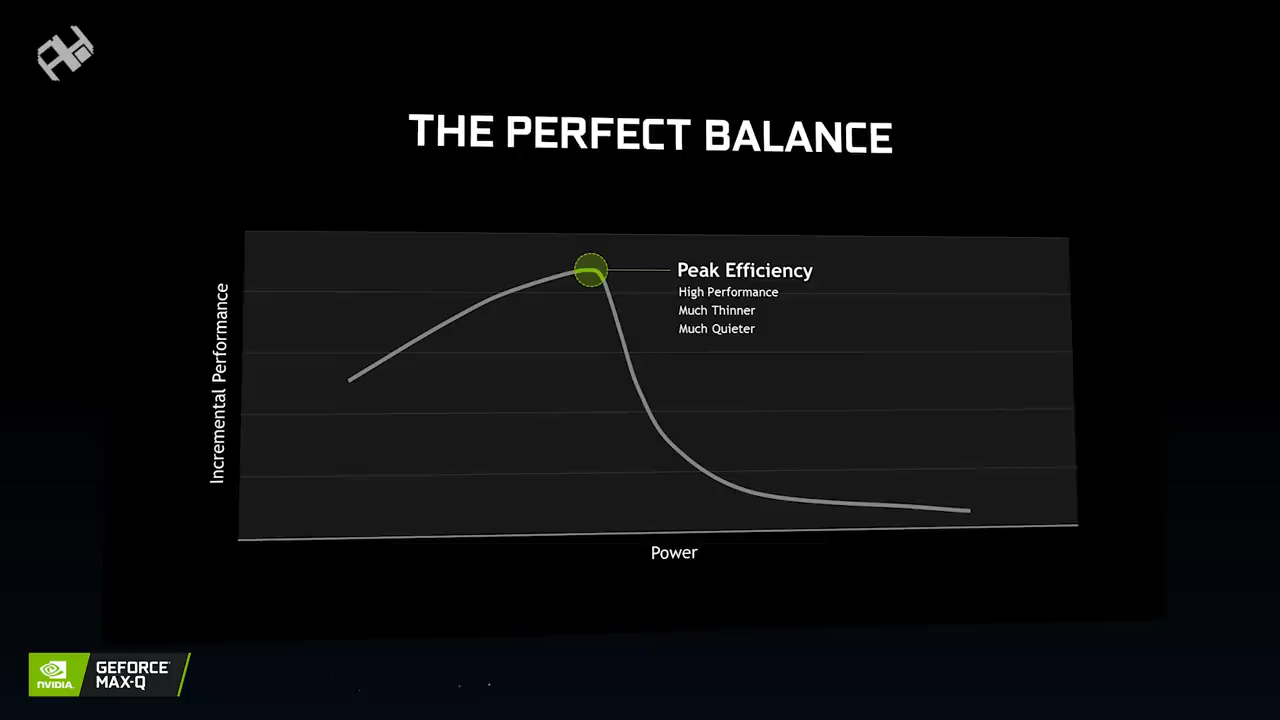 THE PERFECT BALANCE
Peak Efficiency
High Performance
Much Thinner
Much Quieter
Incremental Performance
Power
NVIDIA.
GEFORCE
MAX-Q